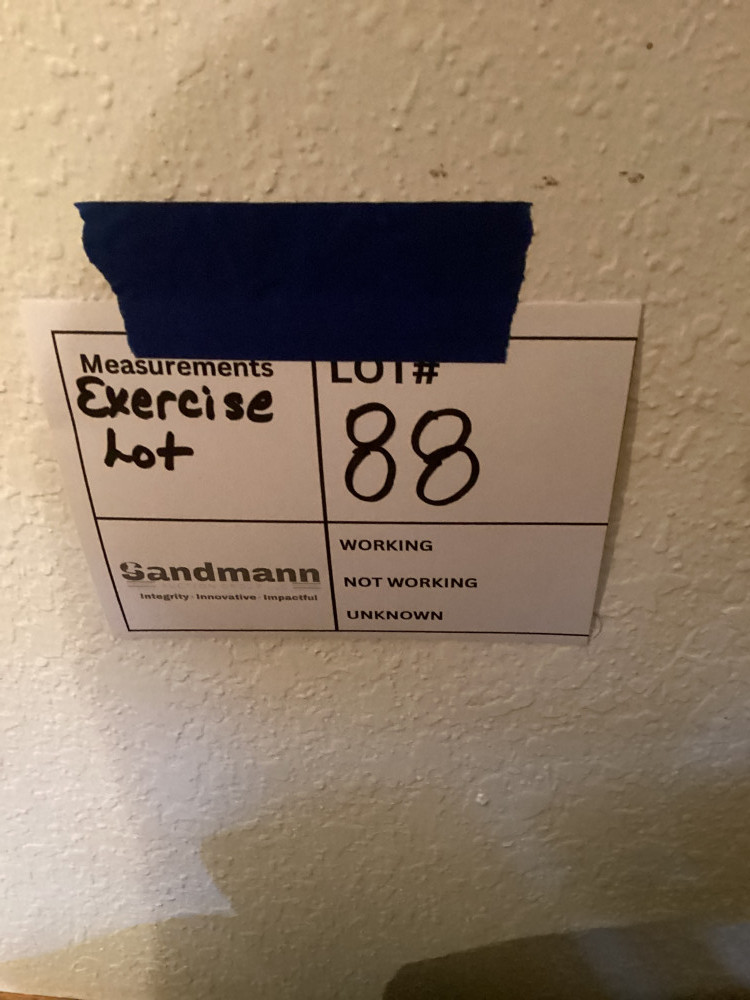 Measurements
Exercise
Lot
LOT#
88
Sandmann
Integrity · Innovative · Impactful
WORKING
NOT WORKING
UNKNOWN